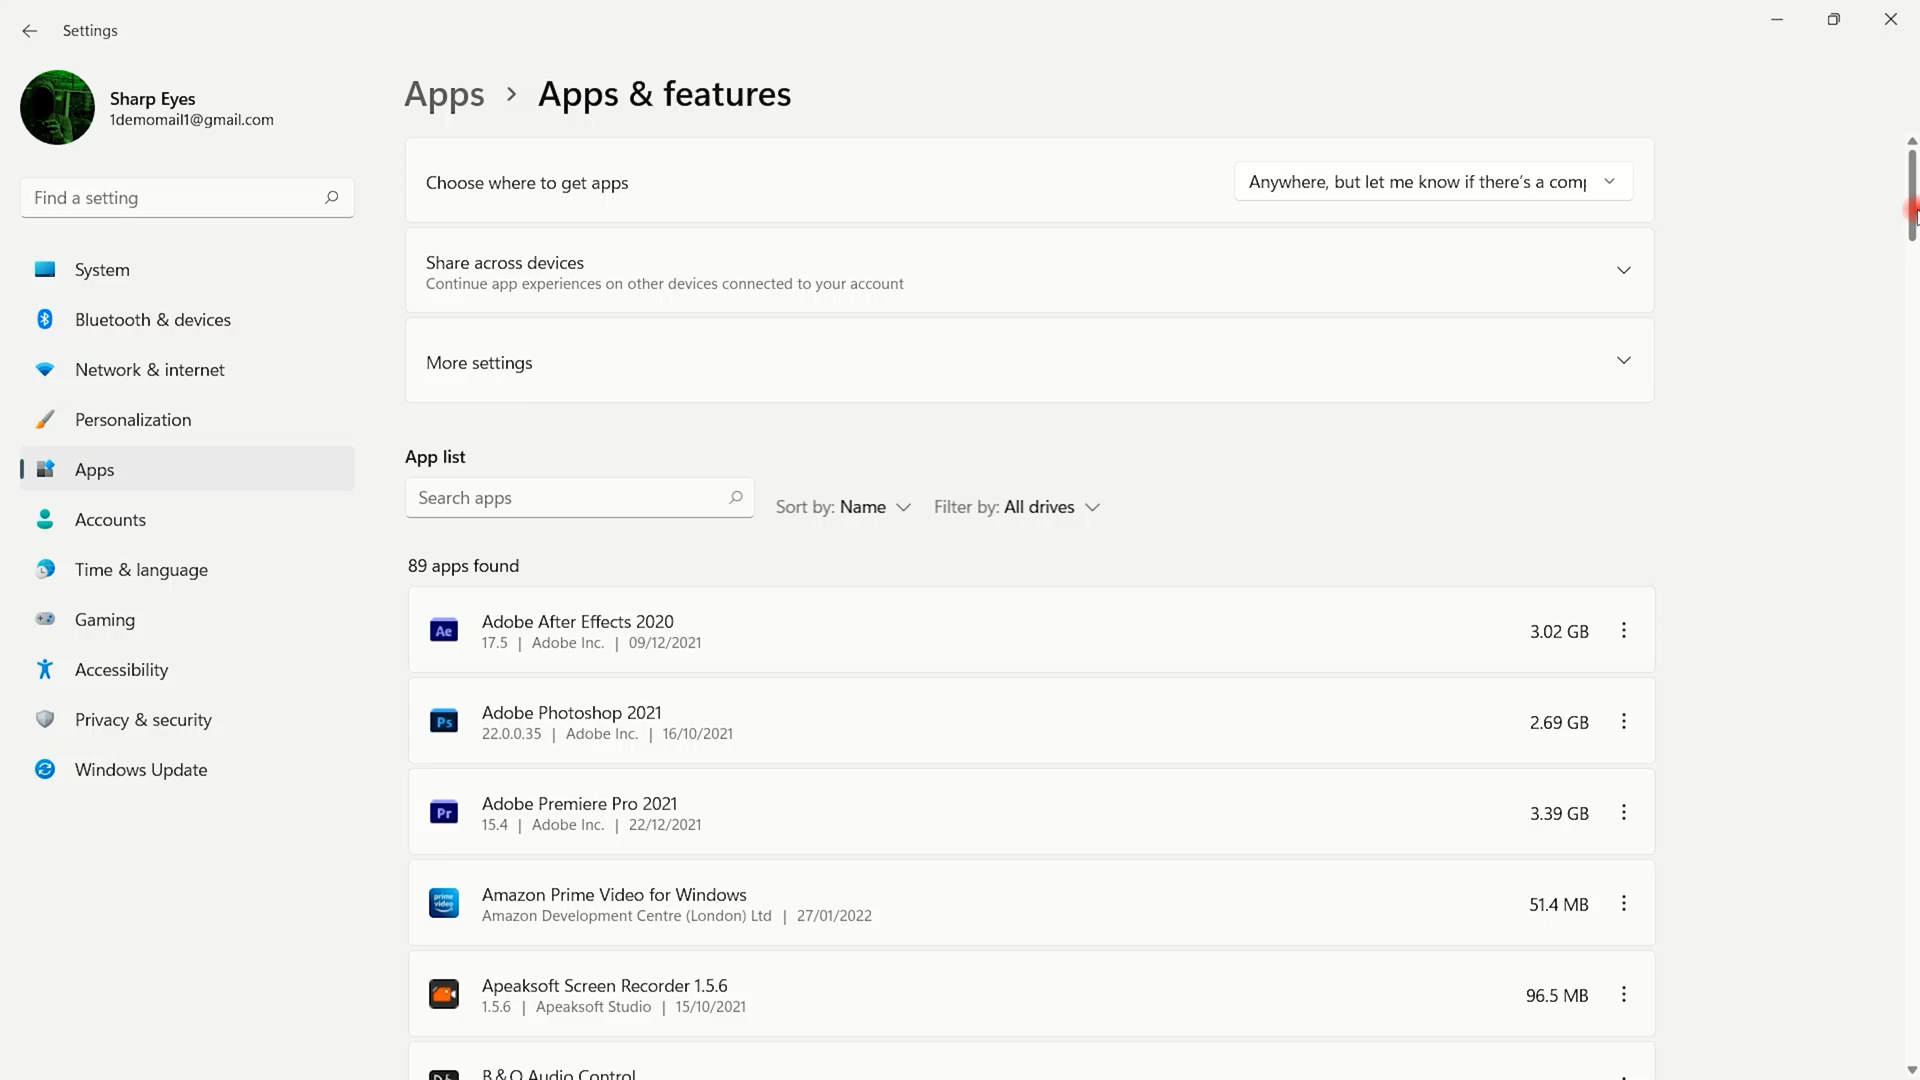 Settings
Sharp Eyes
1demomail1@gmail.com
Find a setting
System
Bluetooth & devices
Network & internet
Personalization
Apps
Accounts
Time & language
Gaming
Accessibility
Privacy & security
Windows Update
Apps > Apps & features
Choose where to get apps
Anywhere, but let me know if there's a comp
Share across devices
Continue app experiences on other devices connected to your account
More settings
App list
Search apps
Sort by: Name
Filter by: All drives
89 apps found
Ae
Adobe After Effects 2020
17.5 | Adobe Inc. | 09/12/2021
3.02 GB
Ps
Adobe Photoshop 2021
22.0.0.35 | Adobe Inc. | 16/10/2021
2.69 GB
Pr
Adobe Premiere Pro 2021
15.4 | Adobe Inc. | 22/12/2021
3.39 GB
prime
video
Amazon Prime Video for Windows
Amazon Development Centre (London) Ltd | 27/01/2022
51.4 MB
Apeaksoft Screen Recorder 1.5.6
1.5.6 | Apeaksoft Studio | 15/10/2021
96.5 MB
B&O Audio Control